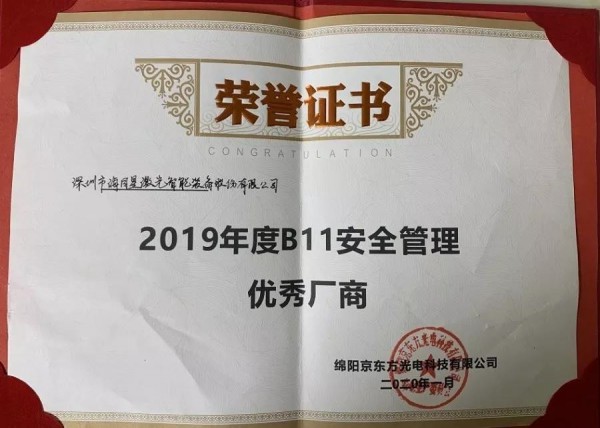 荣誉证书
CONGRATULATION
深圳市海目星激光智能装备股份有限公司
2019年度B11安全管理
优秀厂商
绵阳京东方光电科技有限公司
二〇二〇年一月